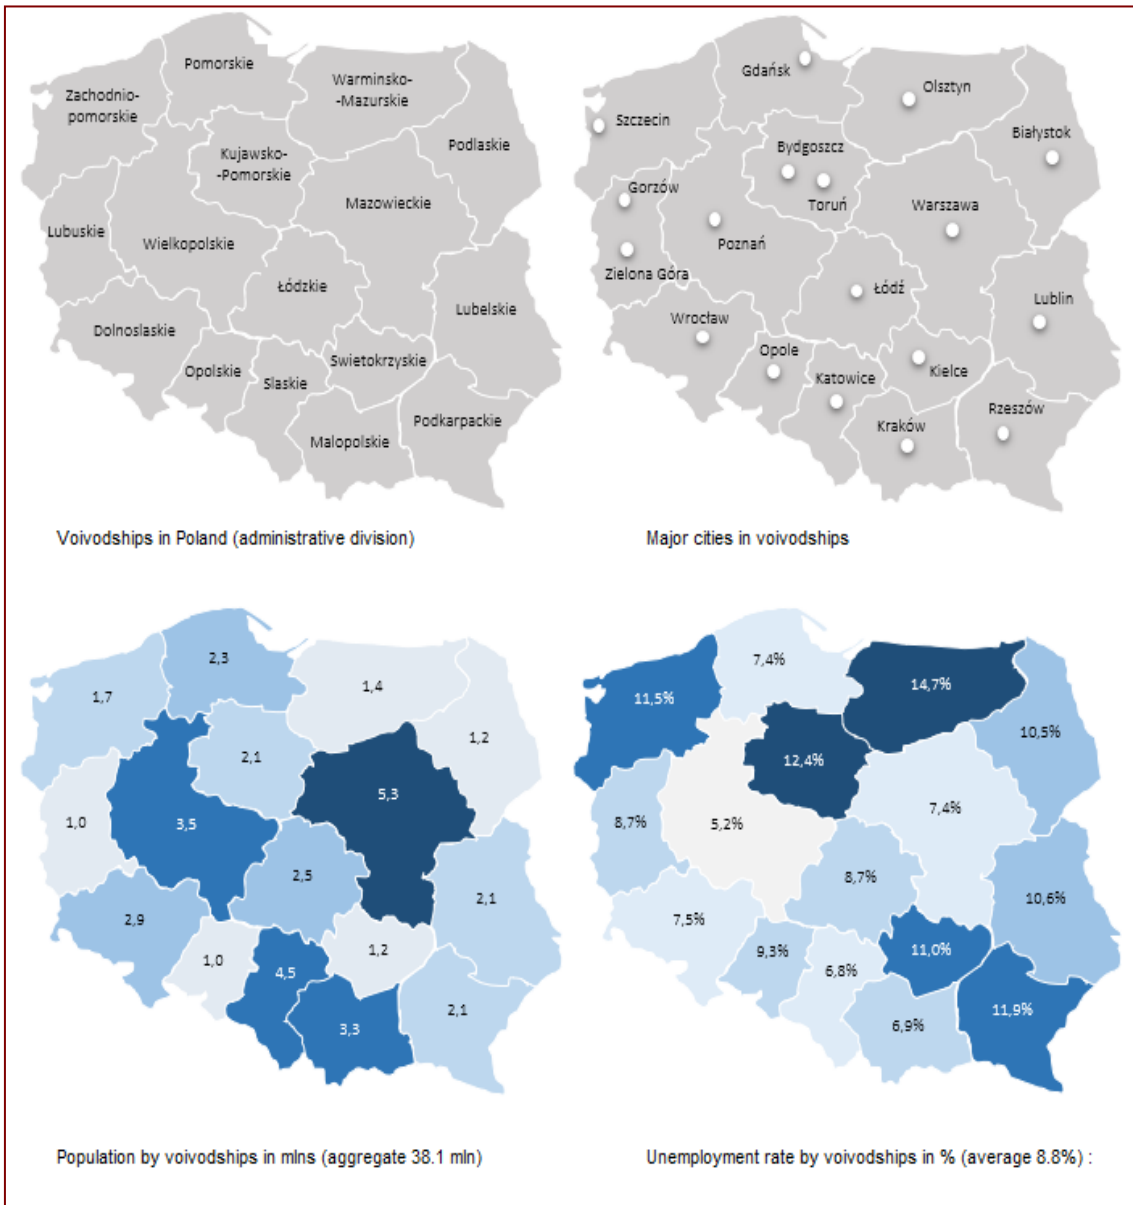 Pomorskie
Warminsko-
-Mazurskie
Zachodnio-
pomorskie
Podlaskie
Kujawsko-
-Pomorskie
Mazowieckie
Lubuskie
Wielkopolskie
Łódzkie
Lubelskie
Dolnoslaskie
Swietokrzyskie
Opolskie
Slaskie
Podkarpackie
Malopolskie
Voivodships in Poland (administrative division)
Gdańsk
Olsztyn
Szczecin
Białystok
Bydgoszcz
Gorzów
Toruń
Warszawa
Poznań
Zielona Góra
Łódź
Lublin
Wrocław
Opole
Kielce
Katowice
Rzeszów
Kraków
Major cities in voivodships
2,3
1,4
1,7
1,2
2,1
5,3
1,0
3,5
2,5
2,1
2,9
1,2
1,0
4,5
2,1
3,3
Population by voivodships in mlns (aggregate 38.1 mln)
7,4%
14,7%
11,5%
10,5%
12,4%
7,4%
8,7%
5,2%
8,7%
10,6%
7,5%
11,0%
9,3%
6,8%
11,9%
6,9%
Unemployment rate by voivodships in % (average 8.8%) :